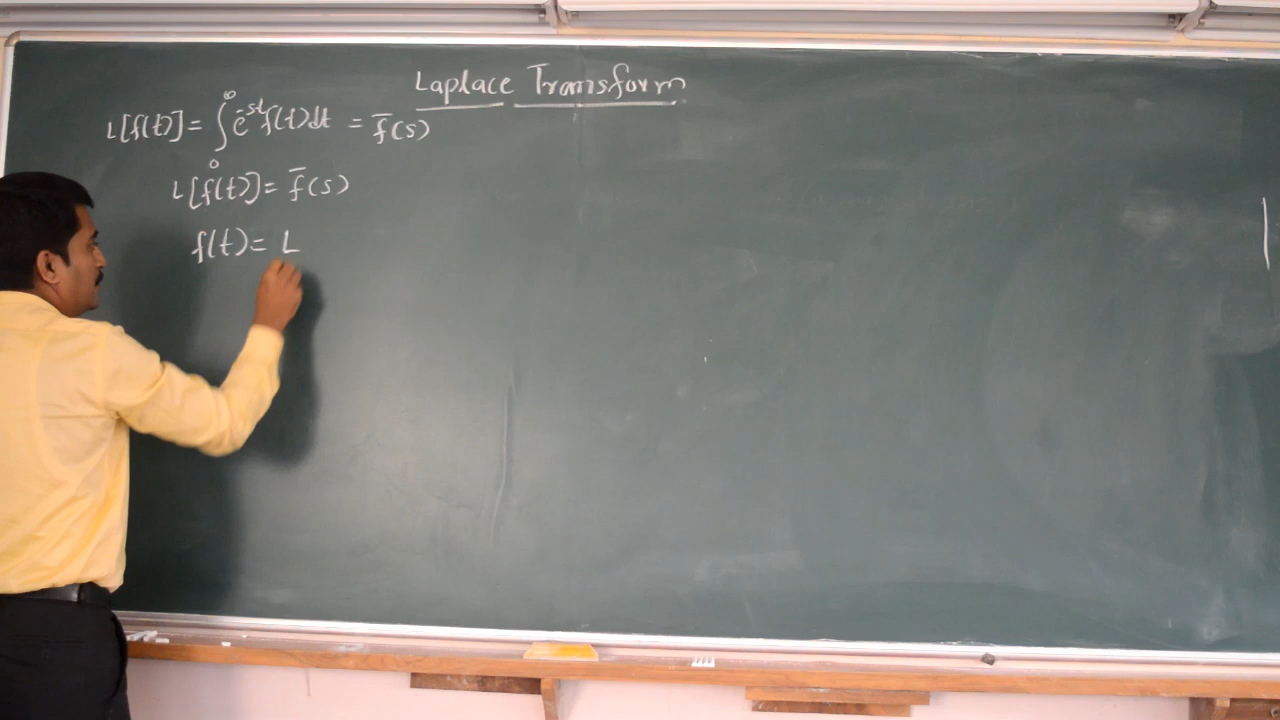 Laplace Transform
L[f(t)] = ∫₀^∞ e^-st f(t)dt = f̄(s)
L[f(t)] = f̄(s)
f(t) = L